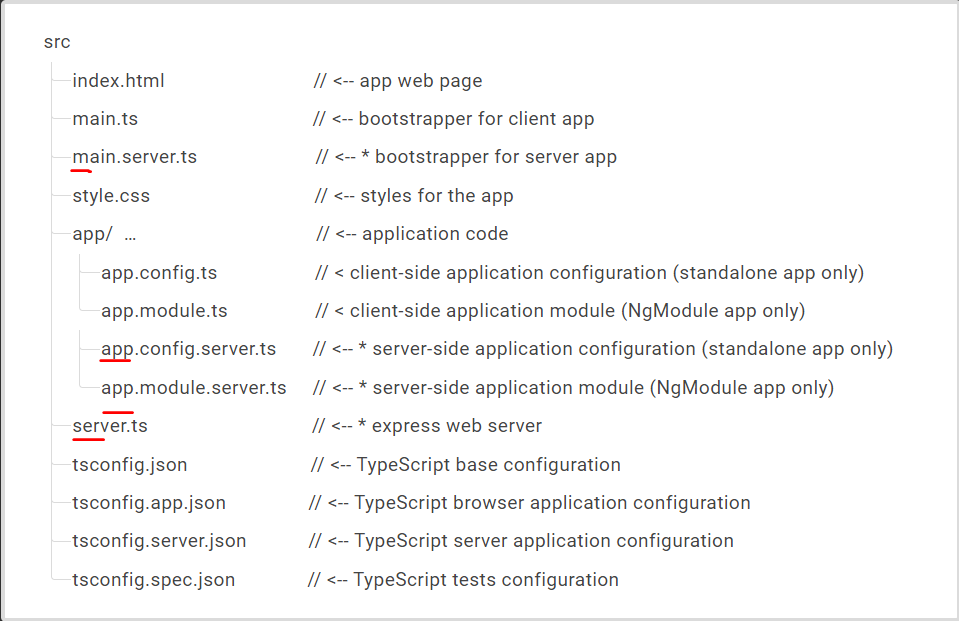 src
index.html // <-- app web page
main.ts // <-- bootstrapper for client app
main.server.ts // <-- * bootstrapper for server app
style.css // <-- styles for the app
app/ … // <-- application code
app.config.ts // < client-side application configuration (standalone app only)
app.module.ts // < client-side application module (NgModule app only)
app.config.server.ts // <-- * server-side application configuration (standalone app only)
app.module.server.ts // <-- * server-side application module (NgModule app only)
server.ts // <-- * express web server
tsconfig.json // <-- TypeScript base configuration
tsconfig.app.json // <-- TypeScript browser application configuration
tsconfig.server.json // <-- TypeScript server application configuration
tsconfig.spec.json // <-- TypeScript tests configuration